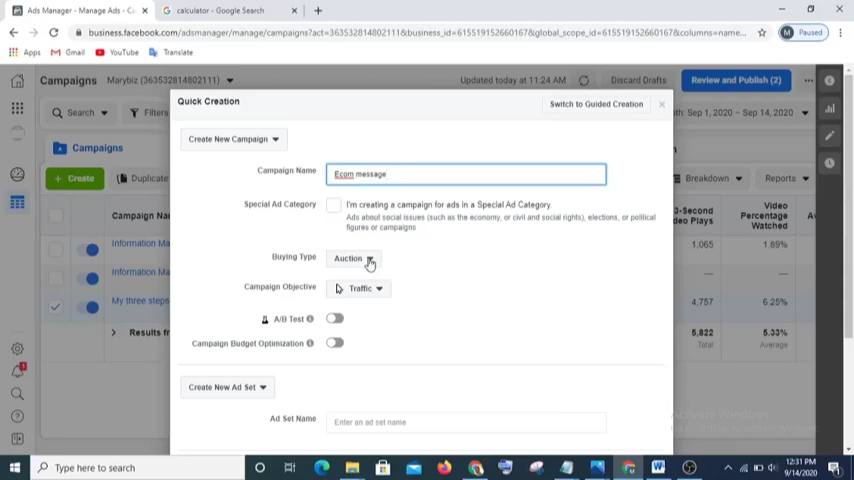 Ads Manager - Manage Ads - Ca
calculator - Google Search
business.facebook.com/adsmanager/manage/campaigns?act=363532814802111&business_id=615519152660167&global_scope_id=615519152660167&columns=name...
M Paused
Apps
Gmail
YouTube
Translate
Campaigns
Marybiz (363532814802111)
Updated today at 11:24 AM
Discard Drafts
Review and Publish (2)
Search
Filters
Quick Creation
Switch to Guided Creation
th: Sep 1, 2020 – Sep 14, 2020
Campaigns
Create New Campaign
+ Create
Duplicate
Campaign Name
Ecom message
Breakdown
Reports
Special Ad Category
I'm creating a campaign for ads in a Special Ad Category
Ads about social issues (such as the economy, or civil and social rights), elections, or political
figures or campaigns
Campaign Na
3-Second
deo Plays
Video
Percentage
Watched
Information Ma
1,065
1.89%
Buying Type
Auction
Information Ma
—
—
Campaign Objective
Traffic
My three steps
4,757
6.25%
A/B Test
Results fr
5,822
Total
5.33%
Average
Campaign Budget Optimization
Create New Ad Set
Ad Set Name
Enter an ad set name
Activate Windows
Type here to search
12:31 PM
9/14/2020